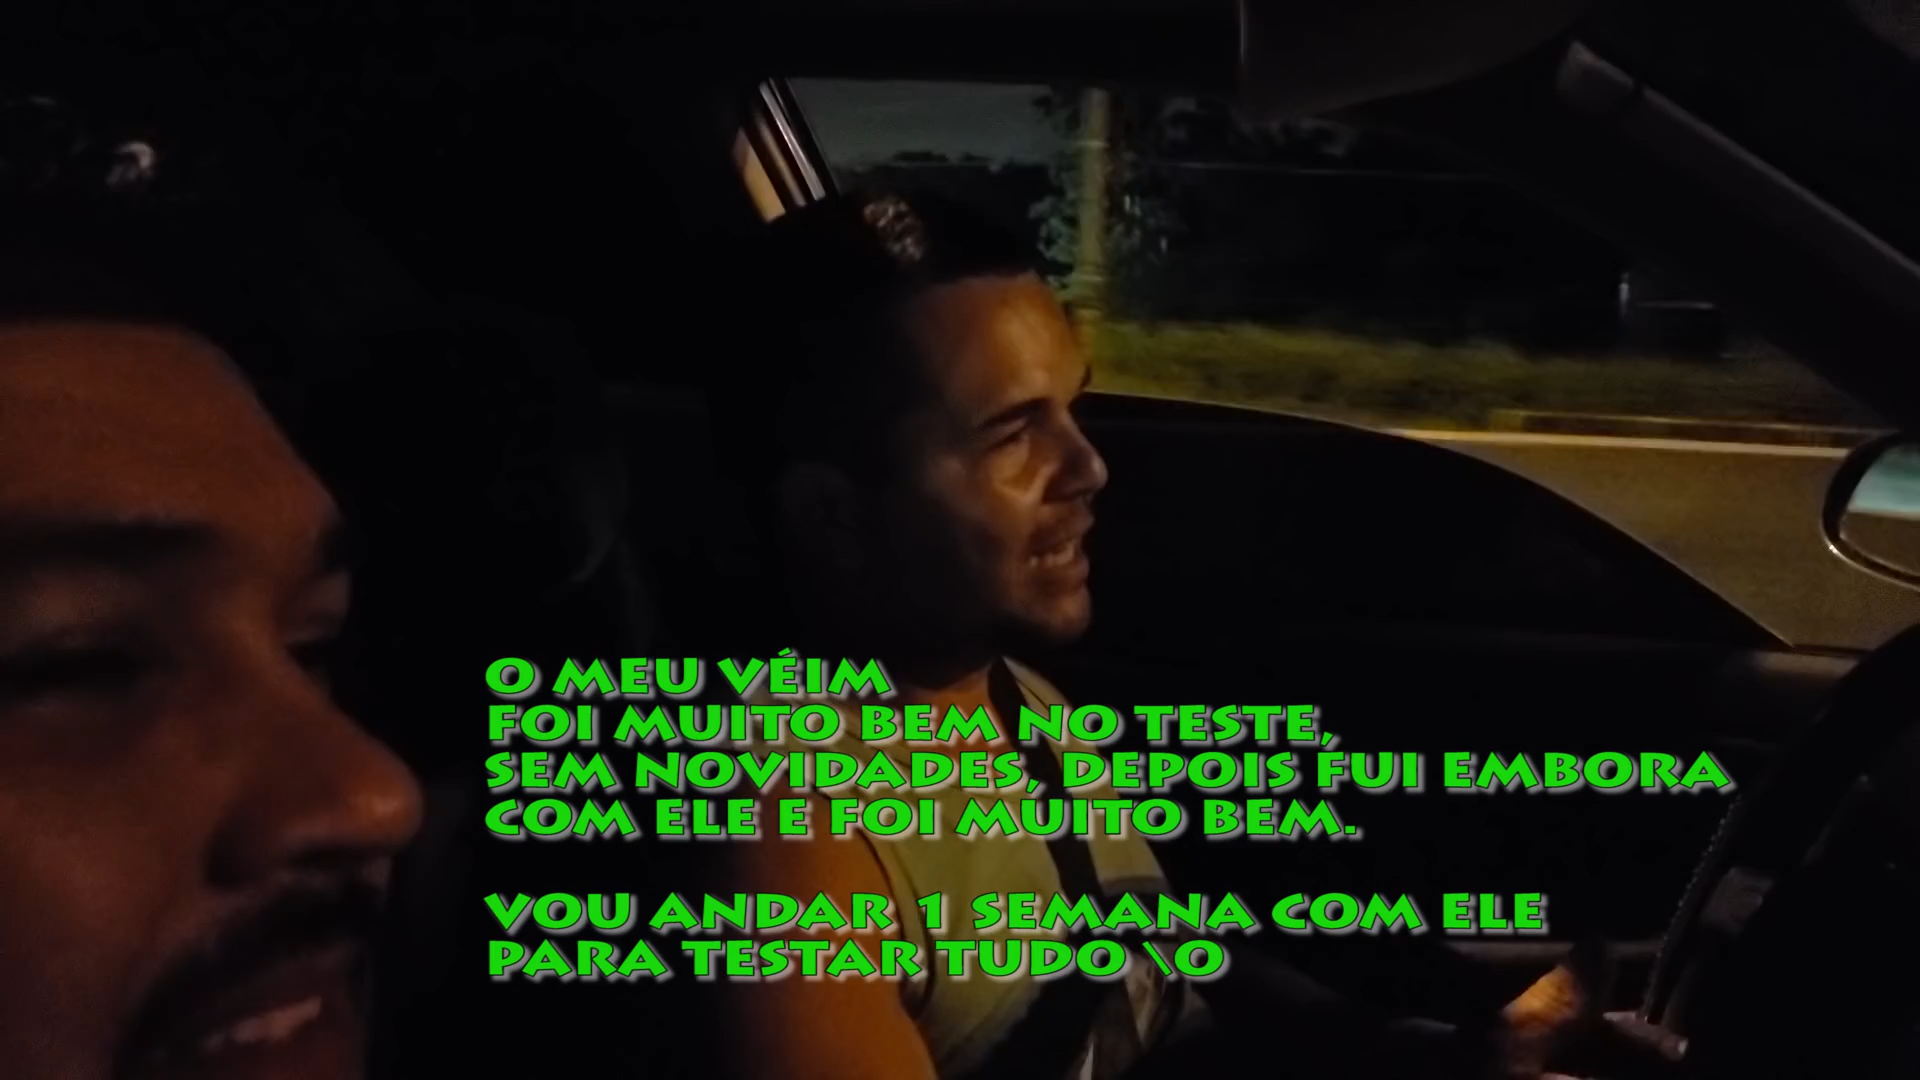 O MEU VÉIM
FOI MUITO BEM NO TESTE,
SEM NOVIDADES, DEPOIS FUI EMBORA
COM ELE E FOI MUITO BEM.
VOU ANDAR 1 SEMANA COM ELE
PARA TESTAR TUDO \O